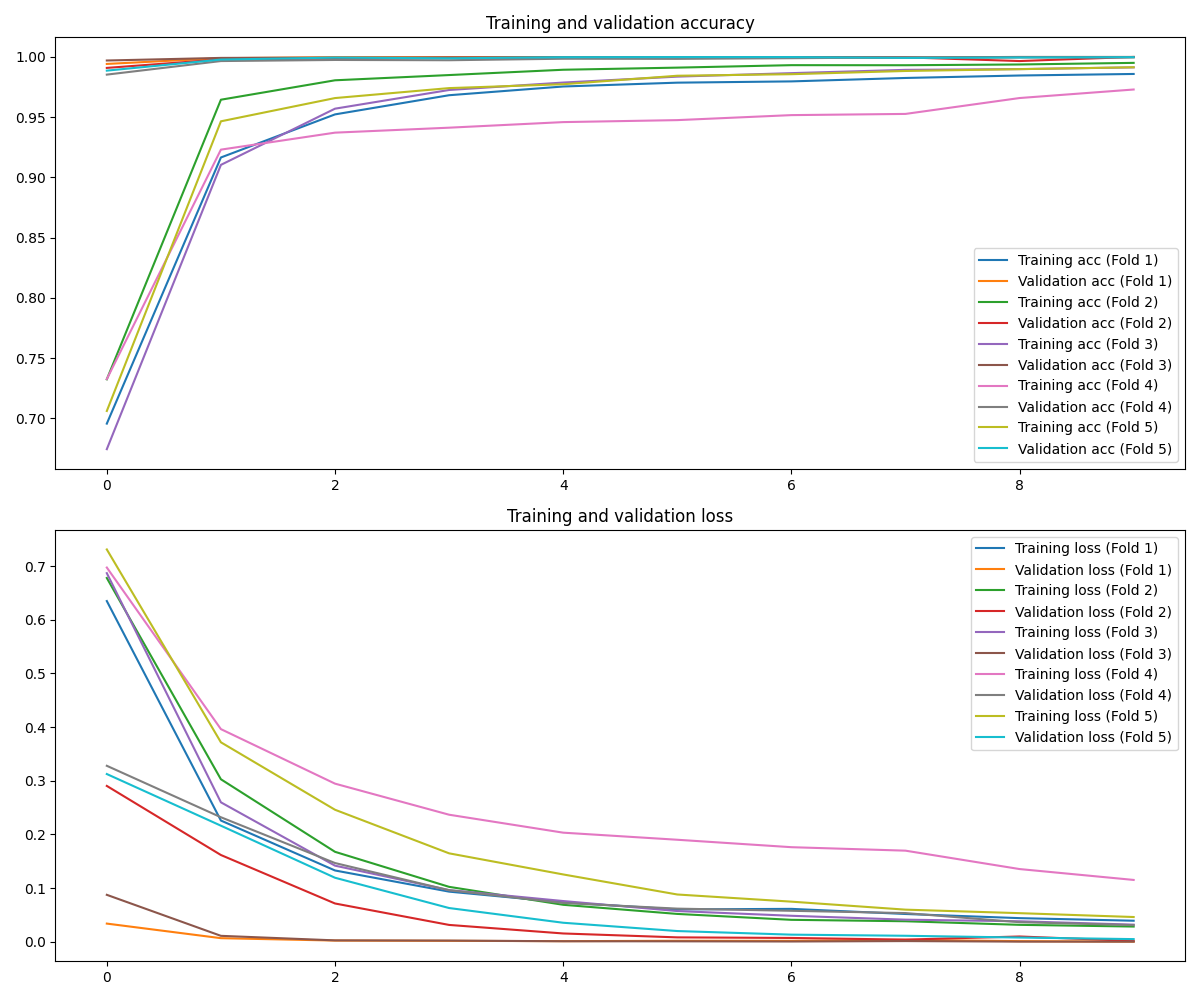 Training and validation accuracy
1.00
0.95
0.90
0.85
0.80
0.75
0.70
Training acc (Fold 1)
Validation acc (Fold 1)
Training acc (Fold 2)
Validation acc (Fold 2)
Training acc (Fold 3)
Validation acc (Fold 3)
Training acc (Fold 4)
Validation acc (Fold 4)
Training acc (Fold 5)
Validation acc (Fold 5)
0 2 4 6 8
Training and validation loss
0.7
0.6
0.5
0.4
0.3
0.2
0.1
0.0
Training loss (Fold 1)
Validation loss (Fold 1)
Training loss (Fold 2)
Validation loss (Fold 2)
Training loss (Fold 3)
Validation loss (Fold 3)
Training loss (Fold 4)
Validation loss (Fold 4)
Training loss (Fold 5)
Validation loss (Fold 5)
0 2 4 6 8